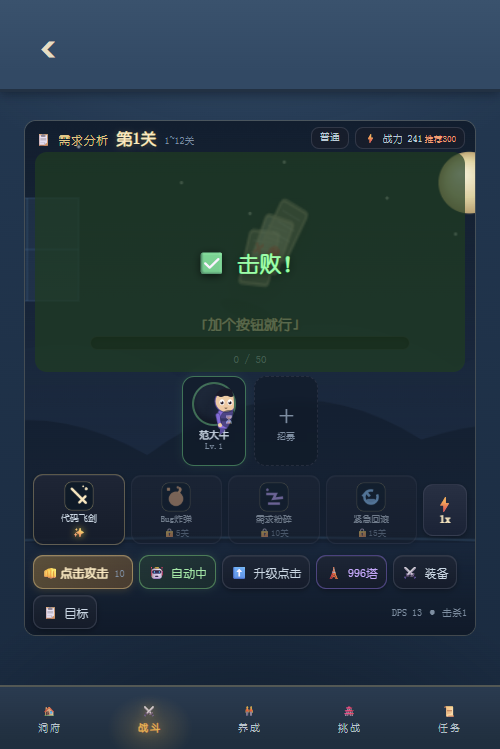 需求分析 第1关 1~12关 普通 战力 241 推荐300
击败!
「加个按钮就行」
0 / 50
范大牛 招募
Lv.1
代码飞剑 Bug炸弹 需求粉碎 紧急回滚 1x
5关 10关 15关
点击攻击 10 自动中 升级点击 996塔 装备
目标 DPS 13 ● 击杀1
洞府 战斗 养成 挑战 任务